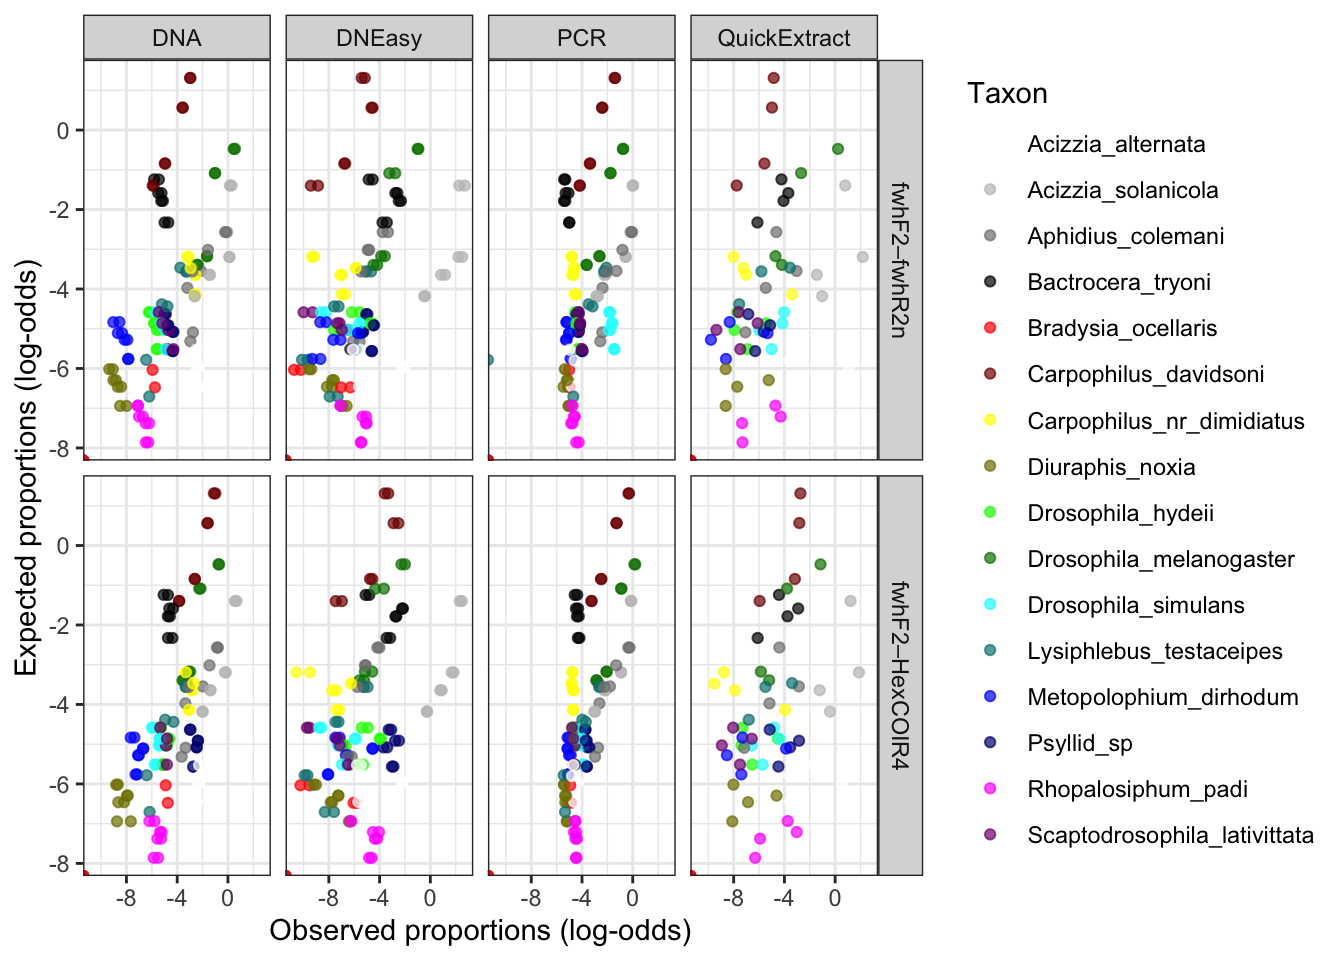 DNA DNEasy PCR QuickExtract
Taxon
Acizzia_alternata
Acizzia_solanicola
Aphidius_colemani
Bactrocera_tryoni
Bradysia_ocellaris
Carpophilus_davidsoni
Carpophilus_nr_dimidiatus
Diuraphis_noxia
Drosophila_hydeii
Drosophila_melanogaster
Drosophila_simulans
Lysiphlebus_testaceipes
Metopolophium_dirhodum
Psyllid_sp
Rhopalosiphum_padi
Scaptodrosophila_lativittata
Expected proportions (log-odds)
0
-2
-4
-6
-8
fwhF2-fwhR2n
0
-2
-4
-6
-8
fwhF2-HexCOIR4
-8 -4 0 -8 -4 0 -8 -4 0 -8 -4 0
Observed proportions (log-odds)